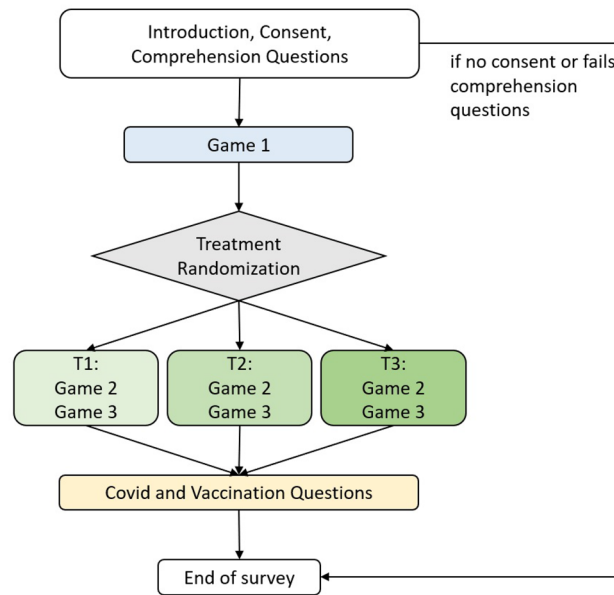 Introduction, Consent,
Comprehension Questions
if no consent or fails
comprehension
questions
Game 1
Treatment
Randomization
T1:
Game 2
Game 3
T2:
Game 2
Game 3
T3:
Game 2
Game 3
Covid and Vaccination Questions
End of survey